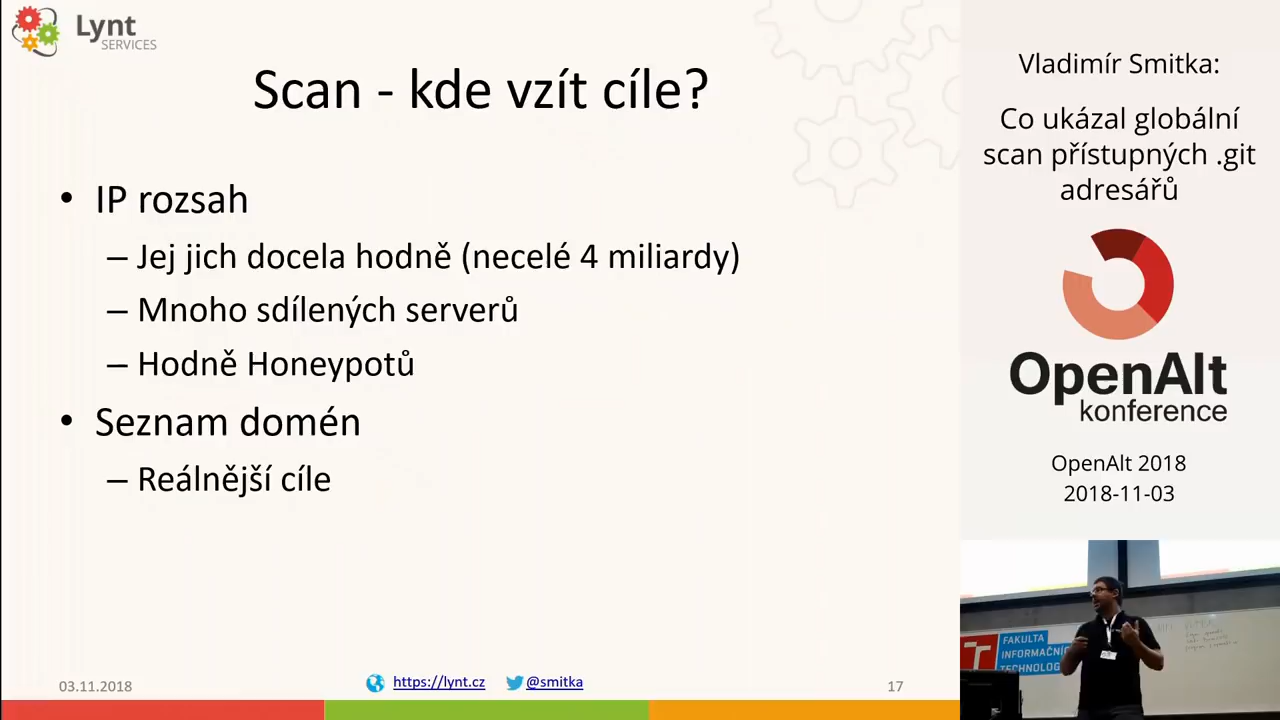 Lynt
SERVICES
Scan - kde vzít cíle?
• IP rozsah
– Jej jich docela hodně (necelé 4 miliardy)
– Mnoho sdílených serverů
– Hodně Honeypotů
• Seznam domén
– Reálnější cíle
03.11.2018
https://lynt.cz
@smitka
17
Vladimír Smitka:
Co ukázal globální
scan přístupných .git
adresářů
OpenAlt
konference
OpenAlt 2018
2018-11-03
FAKULTA
INFORMAČNÍC
TECHNOLOG